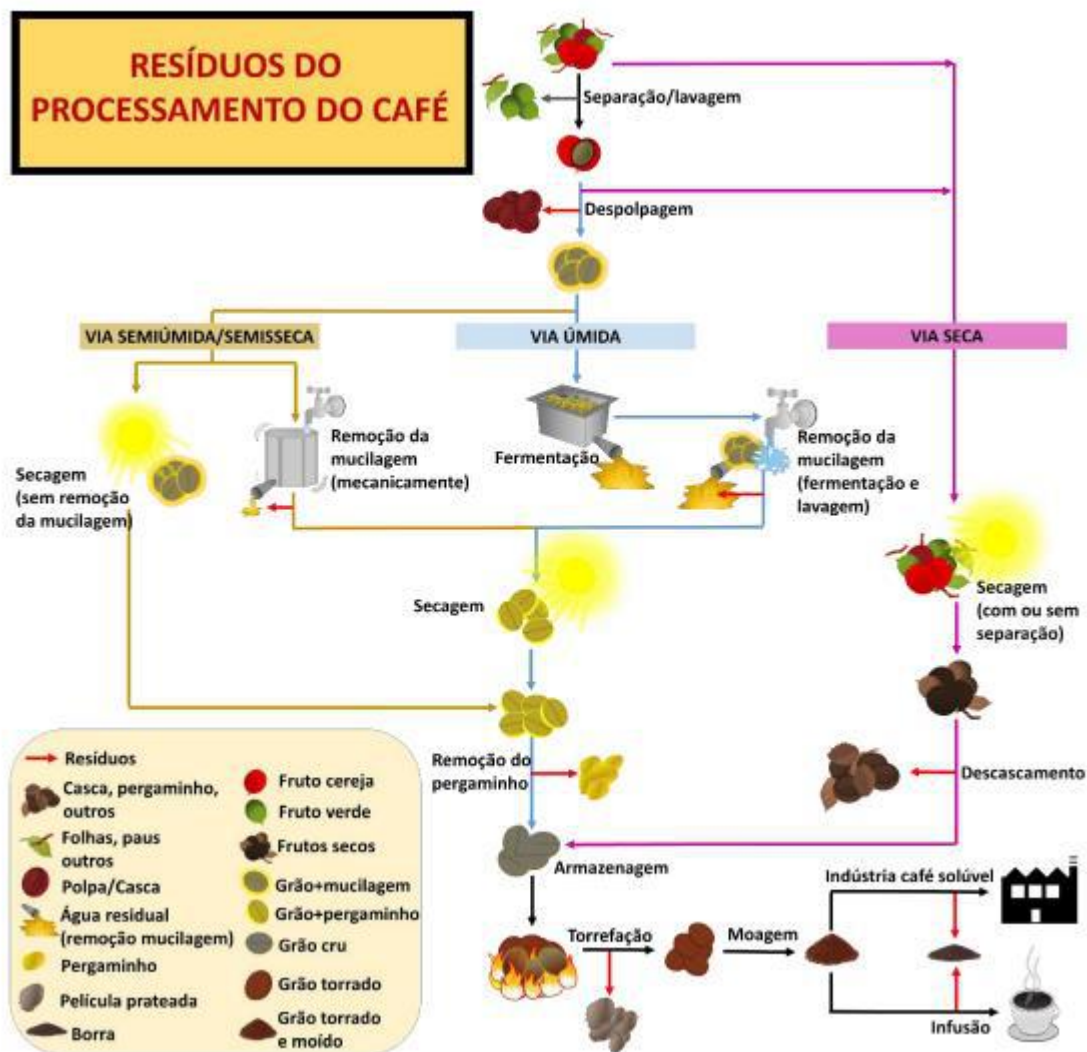 RESÍDUOS DO
PROCESSAMENTO DO CAFÉ
Separação/lavagem
Despolpagem
VIA SEMIÚMIDA/SEMISSECA
VIA ÚMIDA
VIA SECA
Secagem
(sem remoção
da mucilagem)
Remoção da
mucilagem
(mecanicamente)
Fermentação
Remoção da
mucilagem
(fermentação e
lavagem)
Secagem
Secagem
(com ou sem
separação)
Remoção do
pergaminho
Descascamento
Armazenagem
Torrefação
Moagem
Indústria café solúvel
Infusão
Resíduos
Casca, pergaminho,
outros
Folhas, paus
outros
Polpa/Casca
Água residual
(remoção mucilagem)
Pergaminho
Película prateada
Borra
Fruto cereja
Fruto verde
Frutos secos
Grão+mucilagem
Grão+pergaminho
Grão cru
Grão torrado
Grão torrado
e moído